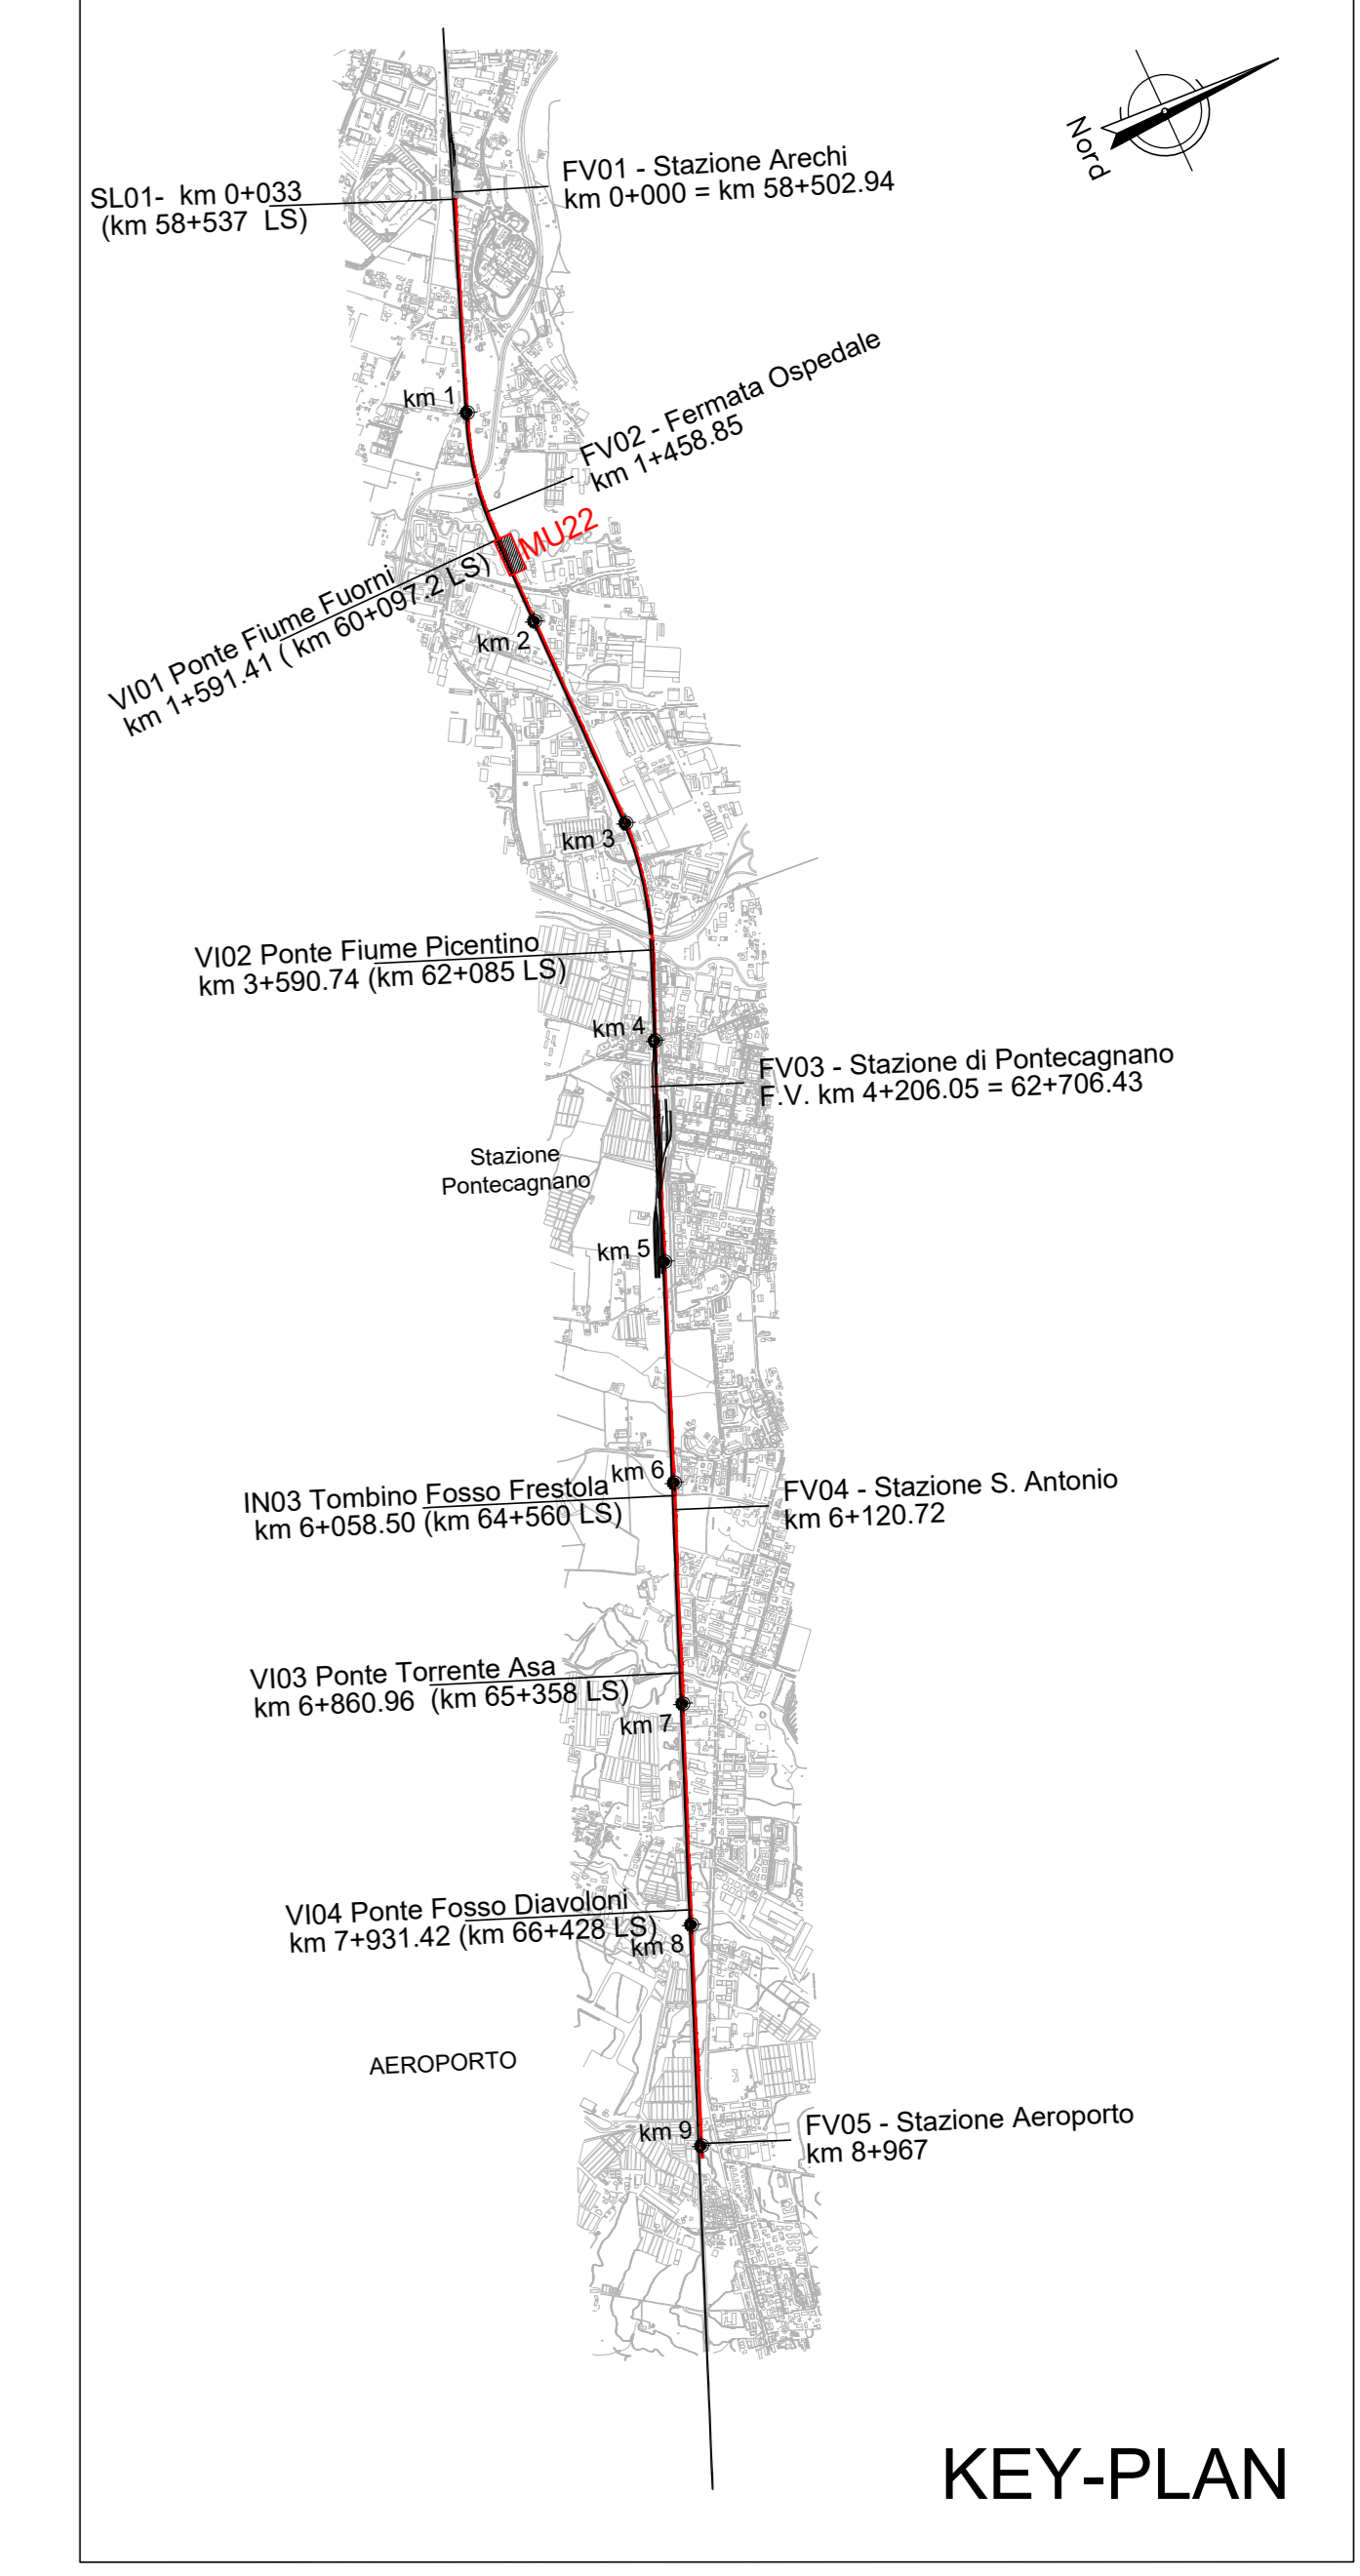 Nord
FV01 - Stazione Arechi
km 0+000 = km 58+502.94
SL01-  km 0+033
(km 58+537  LS)
km 1
FV02 - Fermata Ospedale
km 1+458.85
MU22
VI01 Ponte Fiume Fuorni
km 1+591.41 ( km 60+097.2 LS)
km 2
km 3
VI02 Ponte Fiume Picentino
km 3+590.74 (km 62+085 LS)
km 4
FV03 - Stazione di Pontecagnano
F.V. km 4+206.05 = 62+706.43
Stazione
Pontecagnano
km 5
km 6
IN03 Tombino Fosso Frestola
km 6+058.50 (km 64+560 LS)
FV04 - Stazione S. Antonio
km 6+120.72
VI03 Ponte Torrente Asa
km 6+860.96  (km 65+358 LS)
km 7
VI04 Ponte Fosso Diavoloni
km 7+931.42 (km 66+428 LS)
km 8
AEROPORTO
km 9
FV05 - Stazione Aeroporto
km 8+967
KEY-PLAN